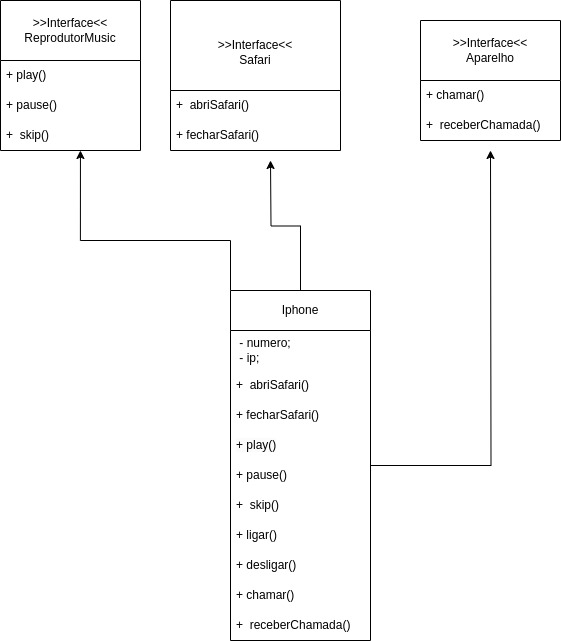 >>Interface<<
ReprodutorMusic
+ play()
+ pause()
+ skip()
>>Interface<<
Safari
+ abriSafari()
+ fecharSafari()
>>Interface<<
Aparelho
+ chamar()
+ receberChamada()
Iphone
- numero;
- ip;
+ abriSafari()
+ fecharSafari()
+ play()
+ pause()
+ skip()
+ ligar()
+ desligar()
+ chamar()
+ receberChamada()